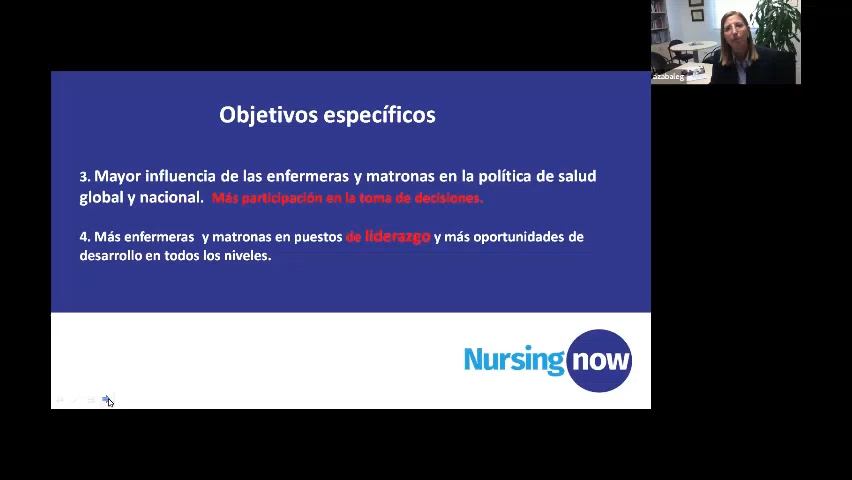 azabaleg
Objetivos específicos
3. Mayor influencia de las enfermeras y matronas en la política de salud
global y nacional. Más participación en la toma de decisiones.
4. Más enfermeras y matronas en puestos de liderazgo y más oportunidades de
desarrollo en todos los niveles.
Nursing now